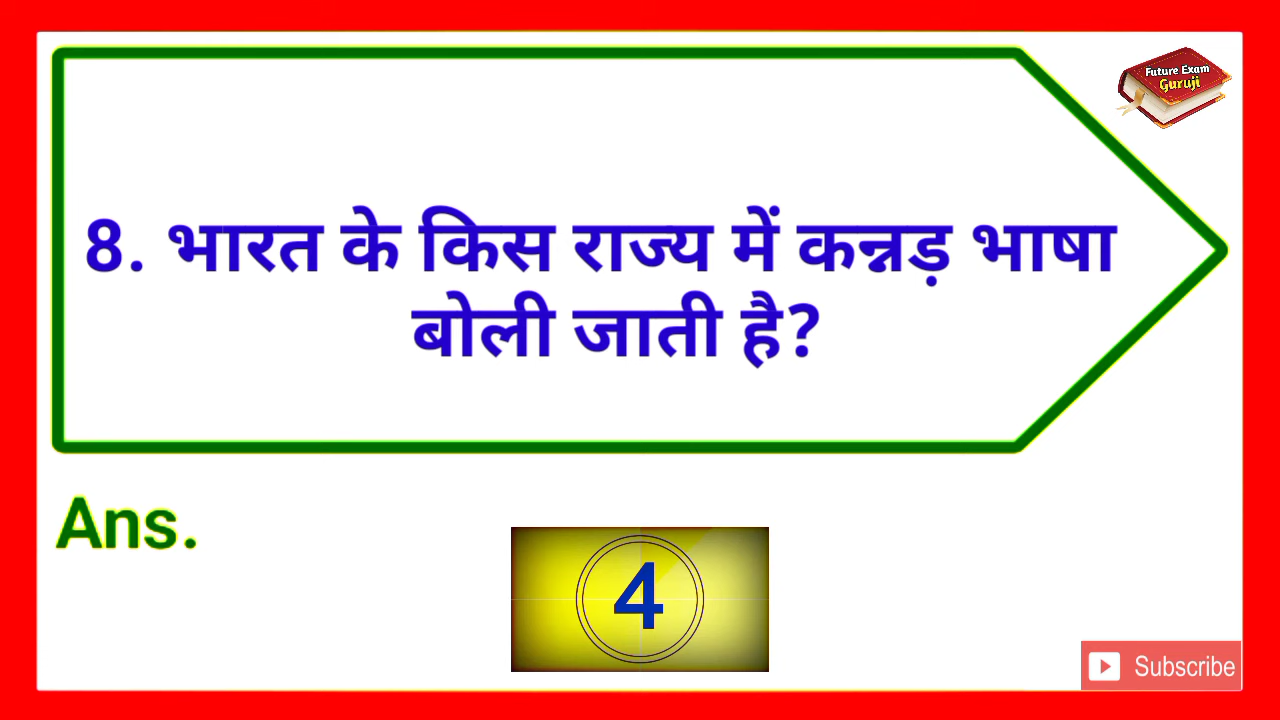 Future Exam
Guruji
8. भारत के किस राज्य में कन्नड़ भाषा
बोली जाती है?
Ans.
4
Subscribe